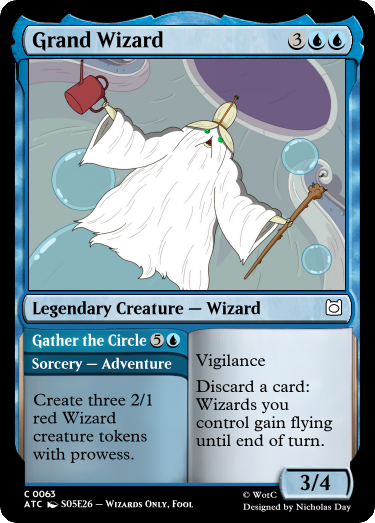 Grand Wizard 3
Legendary Creature — Wizard
Gather the Circle 5
Sorcery — Adventure
Create three 2/1
red Wizard
creature tokens
with prowess.
Vigilance
Discard a card:
Wizards you
control gain flying
until end of turn.
3/4
C 0063
ATC S05E26 – Wizards Only, Fool
© WotC
Designed by Nicholas Day